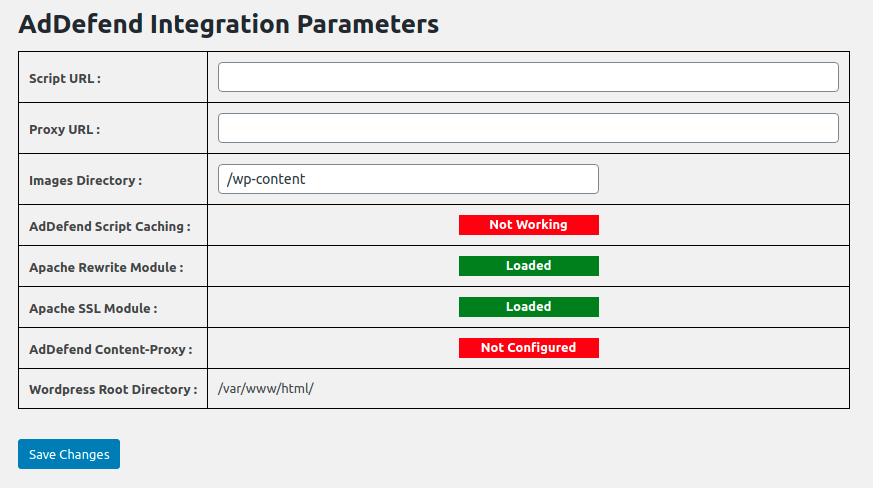 AdDefend Integration Parameters
Script URL :
Proxy URL :
Images Directory : /wp-content
AdDefend Script Caching : Not Working
Apache Rewrite Module : Loaded
Apache SSL Module : Loaded
AdDefend Content-Proxy : Not Configured
Wordpress Root Directory : /var/www/html/
Save Changes